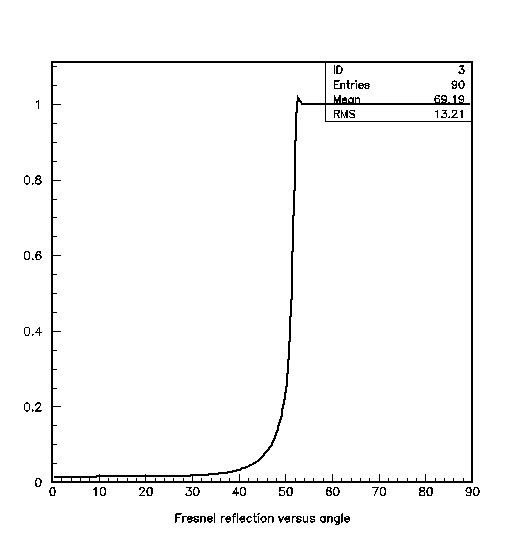 ID 3
Entries 90
Mean 69.19
RMS 13.21
1
0.8
0.6
0.4
0.2
0
0 10 20 30 40 50 60 70 80 90
Fresnel reflection versus angle